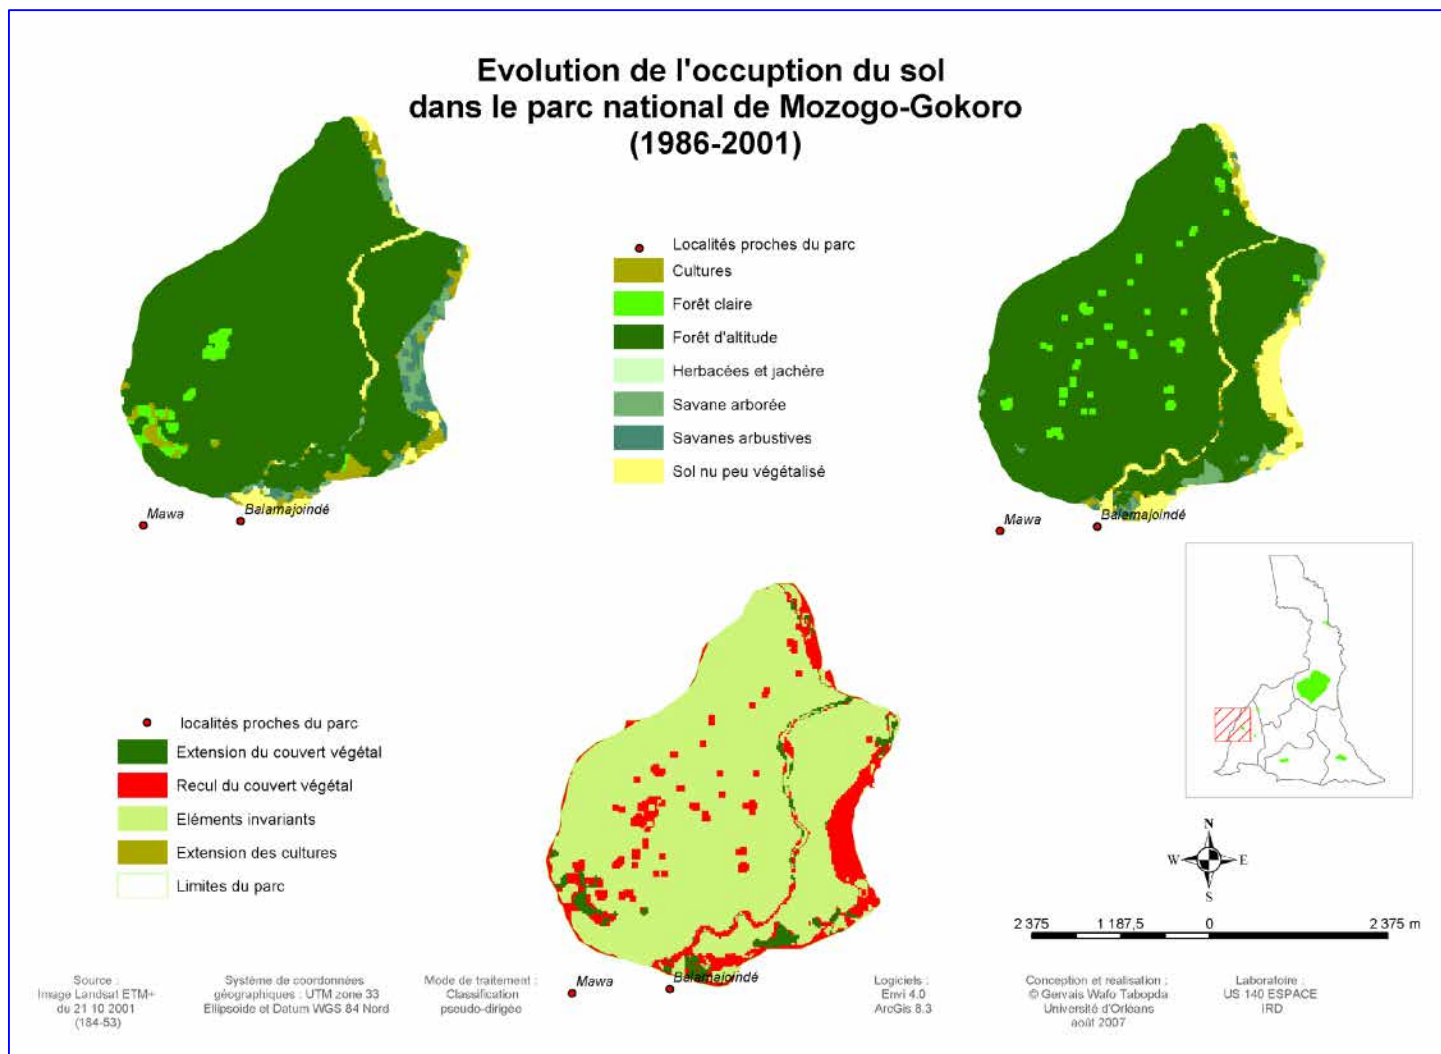 Evolution de l'occuption du sol
dans le parc national de Mozogo-Gokoro
(1986-2001)
Localités proches du parc
Cultures
Forêt claire
Forêt d'altitude
Herbacées et jachère
Savane arborée
Savanes arbustives
Sol nu peu végétalisé
Mawa
Balamajoindé
Mawa
Balamajoindé
localités proches du parc
Extension du couvert végétal
Recul du couvert végétal
Eléments invariants
Extension des cultures
Limites du parc
Mawa
Balamajoindé
N
W
E
S
2 375
1 187,5
0
2 375 m
Source :
Image Landsat ETM+
du 21 10 2001
(184-53)
Système de coordonnées
géographiques : UTM zone 33
Ellipsoide et Datum WGS 84 Nord
Mode de traitement :
Classification
pseudo-dirigée
Logiciels :
Envi 4.0
ArcGis 8.3
Conception et realisation :
© Gervais Wafo Tabopda
Université d'Orléans
août 2007
Laboratoire :
US 140 ESPACE
IRD